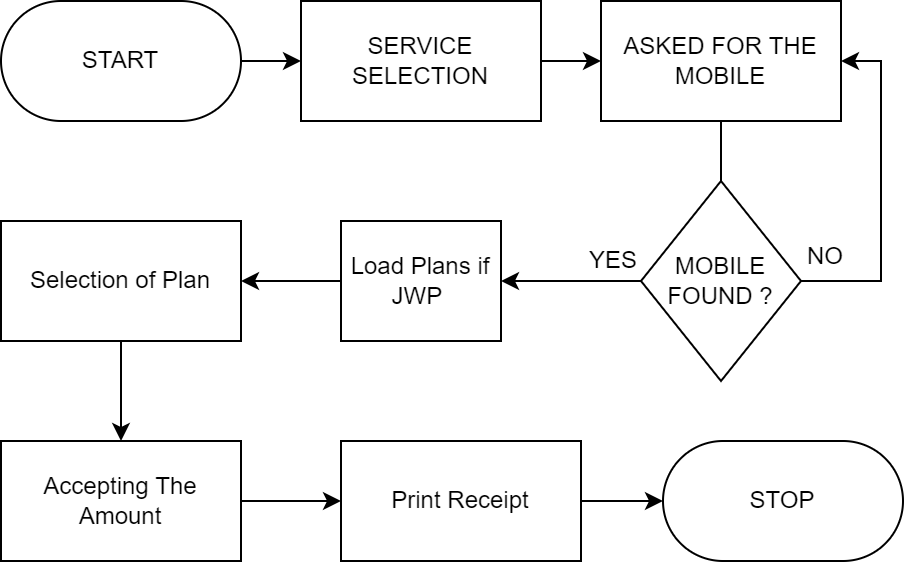 START
SERVICE
SELECTION
ASKED FOR THE
MOBILE
Selection of Plan
Load Plans if
JWP
YES
MOBILE
FOUND ?
NO
Accepting The
Amount
Print Receipt
STOP